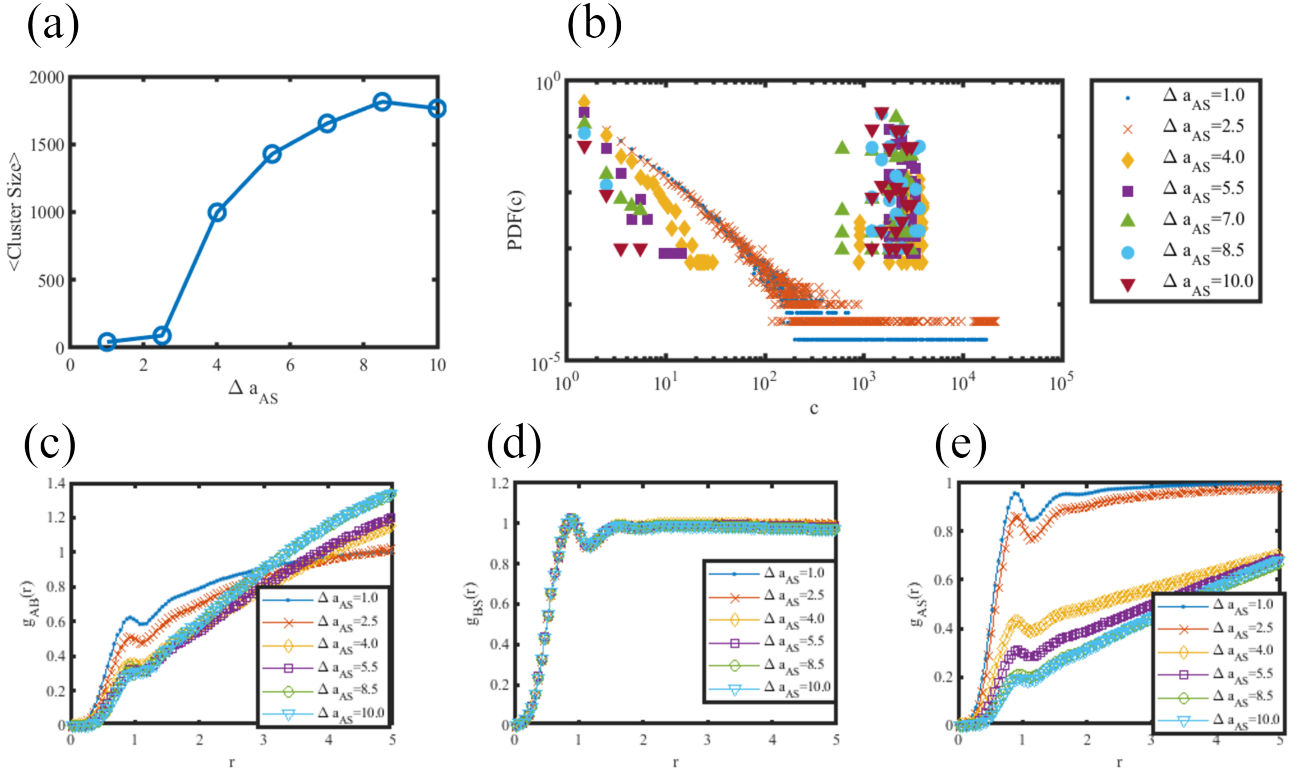 (a)
(b)
2000
1500
1000
500
0
<Cluster Size>
0 2 4 6 8 10
Δ a_AS
10^0
10^-5
PDF(c)
10^0 10^1 10^2 10^3 10^4 10^5
c
Δ a_AS=1.0
Δ a_AS=2.5
Δ a_AS=4.0
Δ a_AS=5.5
Δ a_AS=7.0
Δ a_AS=8.5
Δ a_AS=10.0
(c)
(d)
(e)
1.4
1.2
1
0.8
0.6
0.4
0.2
0
g_AB(r)
0 1 2 3 4 5
r
Δ a_AS=1.0
Δ a_AS=2.5
Δ a_AS=4.0
Δ a_AS=5.5
Δ a_AS=8.5
Δ a_AS=10.0
1.2
1
0.8
0.6
0.4
0.2
0
g_BS(r)
0 1 2 3 4 5
r
Δ a_AS=1.0
Δ a_AS=2.5
Δ a_AS=4.0
Δ a_AS=5.5
Δ a_AS=8.5
Δ a_AS=10.0
1
0.8
0.6
0.4
0.2
0
g_AS(r)
0 1 2 3 4 5
r
Δ a_AS=1.0
Δ a_AS=2.5
Δ a_AS=4.0
Δ a_AS=5.5
Δ a_AS=8.5
Δ a_AS=10.0